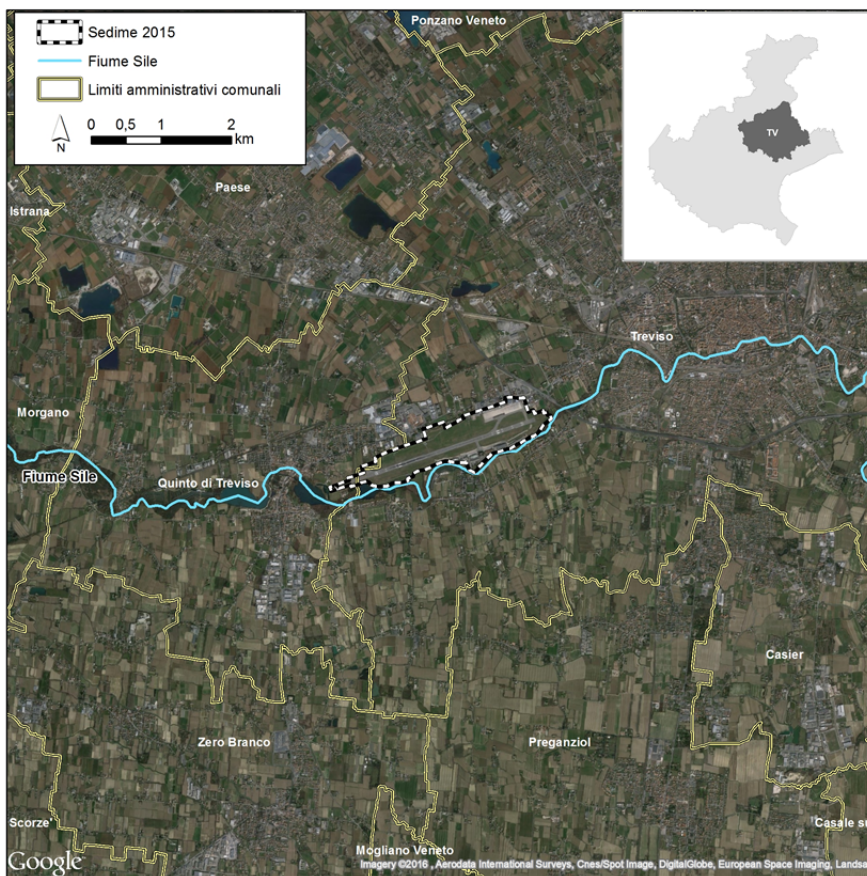 Sedime 2015
Fiume Sile
Limiti amministrativi comunali
N
0 0,5 1 2
km
TV
Ponzano Veneto
Paese
Istrana
Treviso
Morgano
Fiume Sile
Quinto di Treviso
Casier
Zero Branco
Preganziol
Scorze'
Casale su
Mogliano Veneto
Google
Imagery ©2016 , Aerodata International Surveys, Cnes/Spot Image, DigitalGlobe, European Space Imaging, Landsa